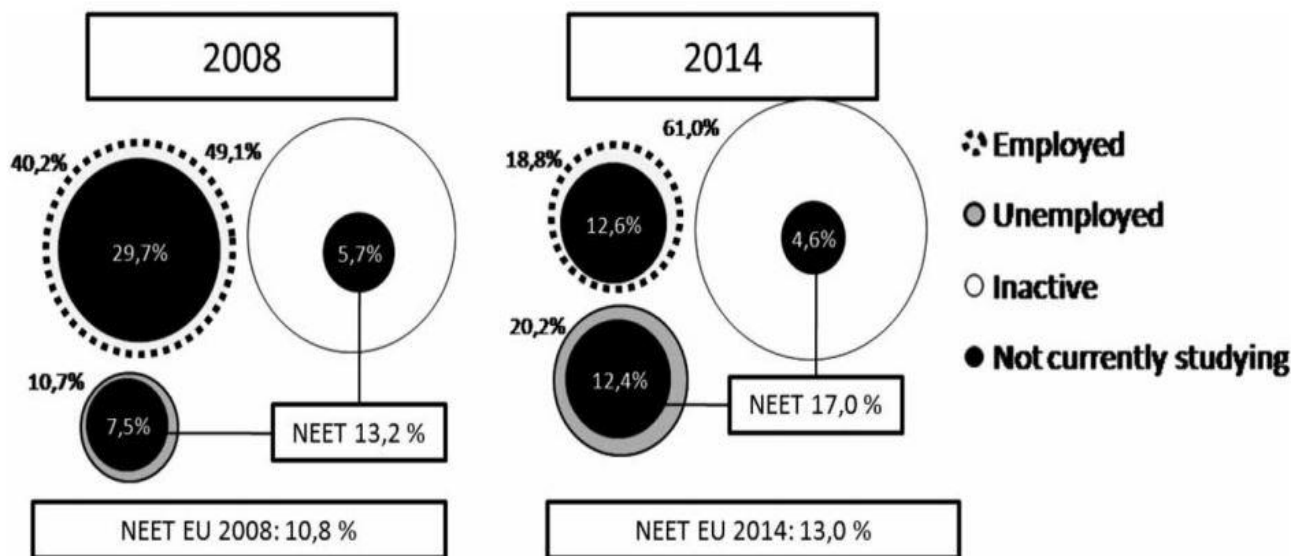 2008
40,2%
49,1%
29,7%
5,7%
10,7%
7,5%
NEET 13,2 %
NEET EU 2008: 10,8 %
2014
18,8%
61,0%
12,6%
4,6%
20,2%
12,4%
NEET 17,0 %
NEET EU 2014: 13,0 %
Employed
Unemployed
Inactive
Not currently studying